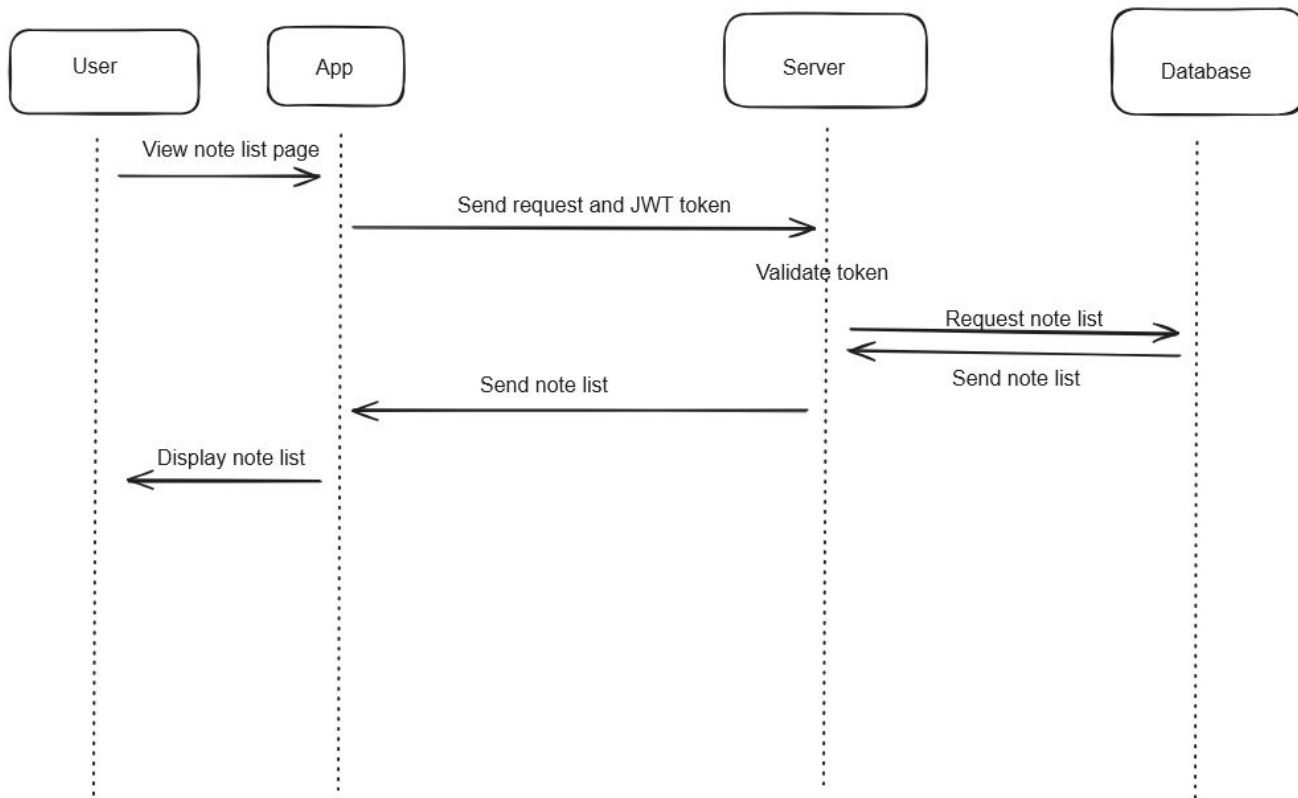 User
App
Server
Database
View note list page
Send request and JWT token
Validate token
Request note list
Send note list
Send note list
Display note list